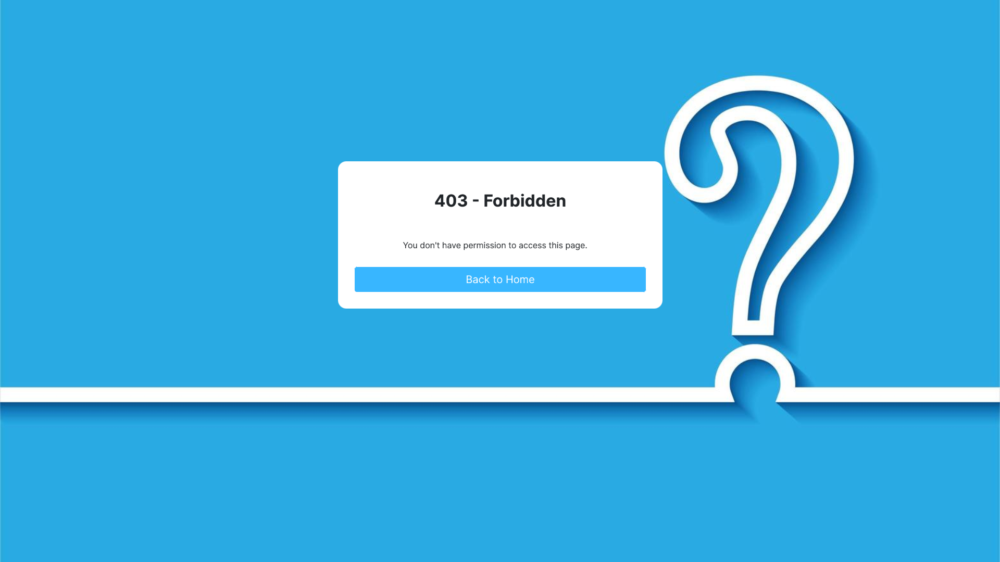 403 - Forbidden
You don't have permission to access this page.
Back to Home